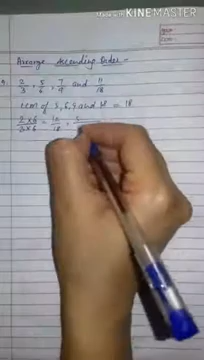 Made With KINEMASTER
Arrange Ascending Order -
2/3, 5/6, 7/9 and 11/18
LCM of 3, 6, 9 and 18 = 18
2×6/3×6 = 12/18,